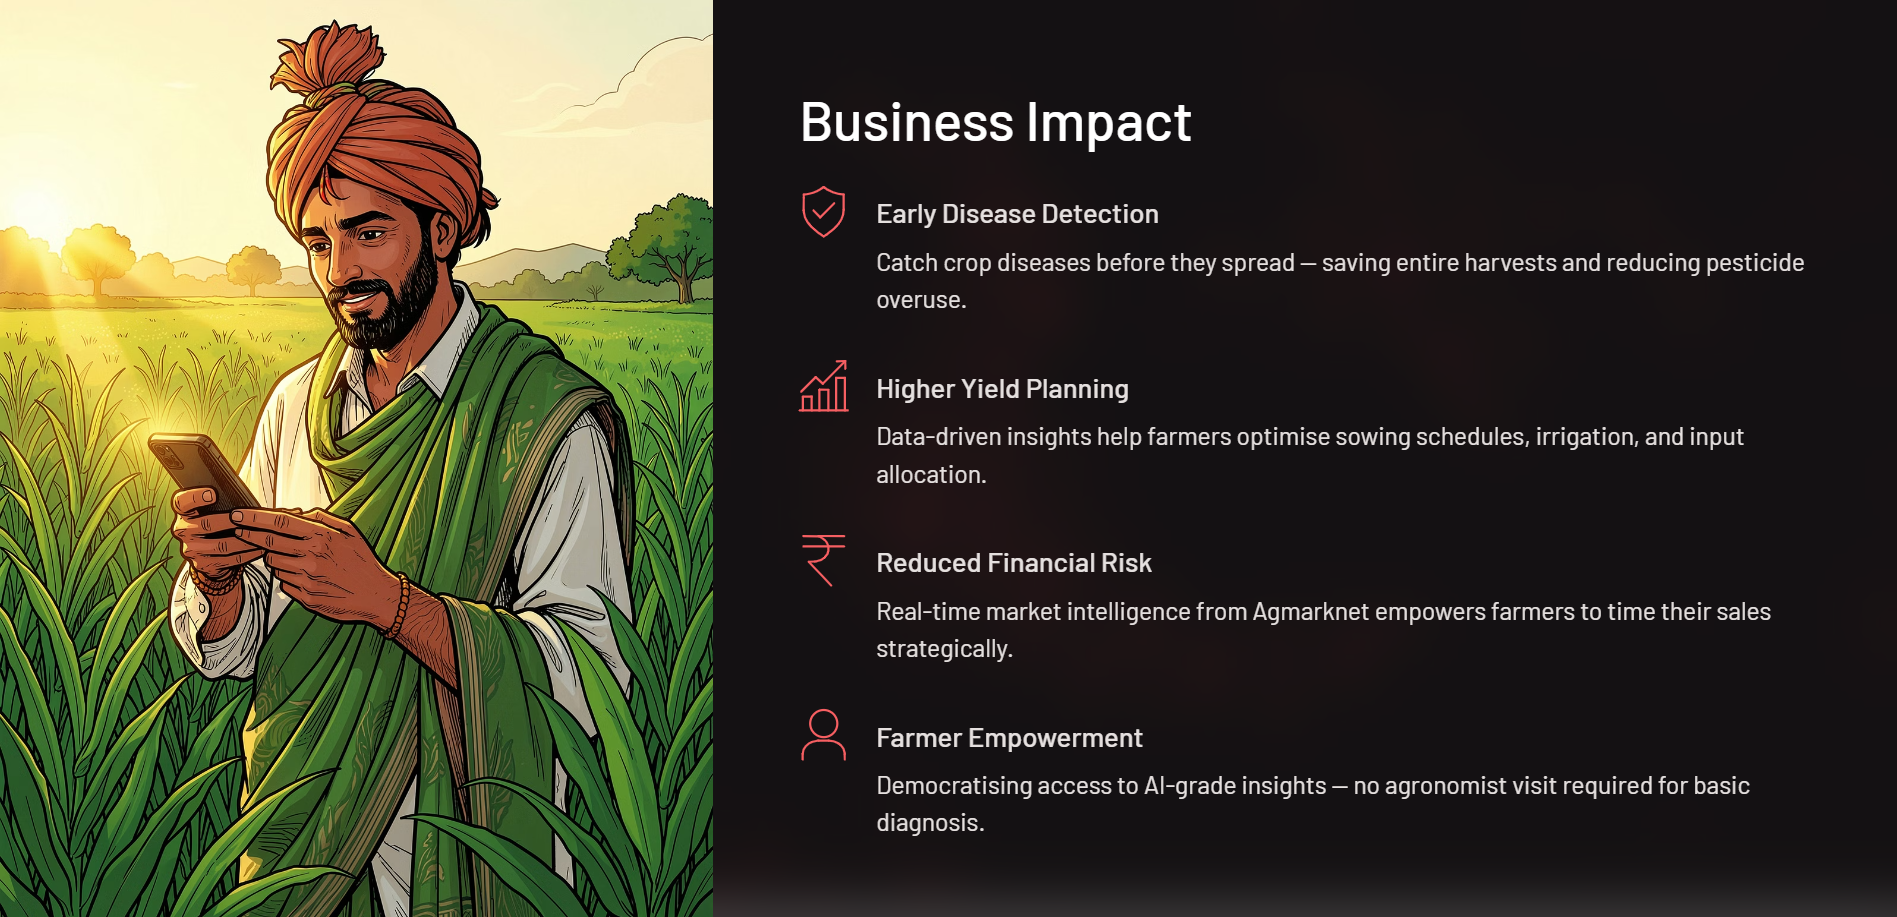 Business Impact
Early Disease Detection
Catch crop diseases before they spread — saving entire harvests and reducing pesticide
overuse.
Higher Yield Planning
Data-driven insights help farmers optimise sowing schedules, irrigation, and input
allocation.
Reduced Financial Risk
Real-time market intelligence from Agmarknet empowers farmers to time their sales
strategically.
Farmer Empowerment
Democratising access to AI-grade insights — no agronomist visit required for basic
diagnosis.